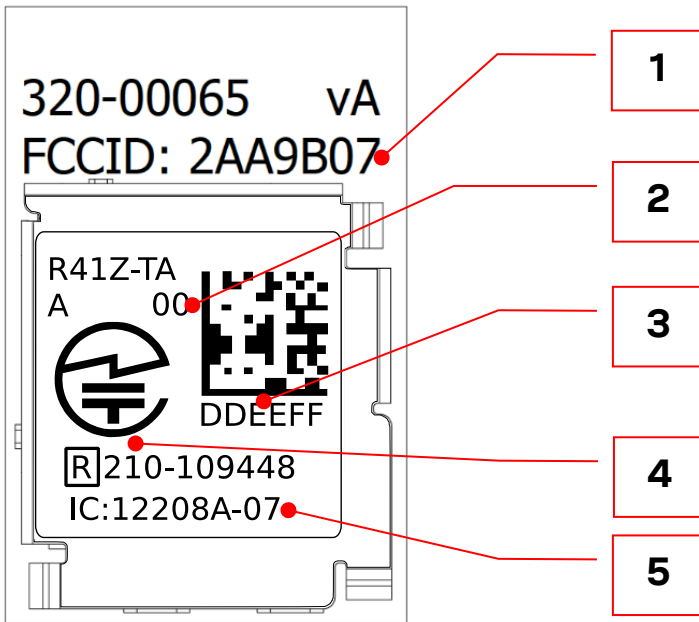 320-00065 vA
FCCID: 2AA9B07
R41Z-TA
A 00
DDEEFF
R 210-109448
IC:12208A-07
1
2
3
4
5